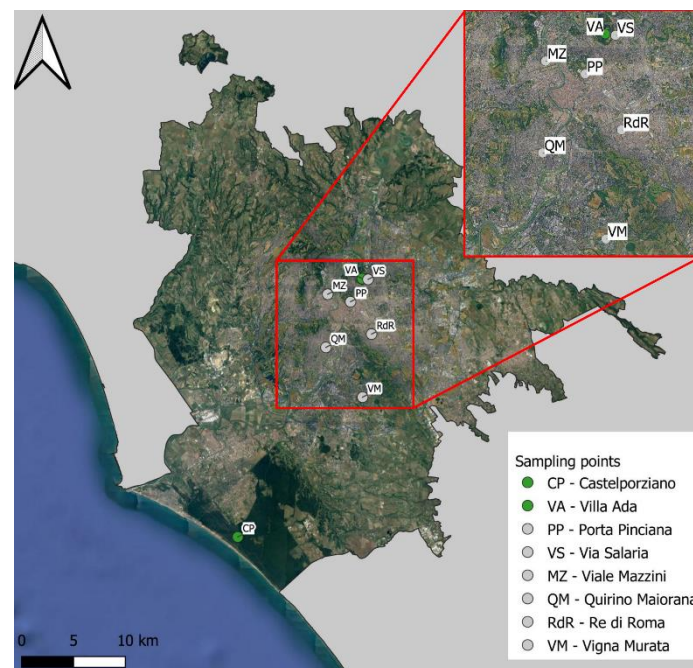 VA
VS
MZ
PP
RdR
QM
VM
VA
VS
MZ
PP
RdR
QM
VM
CP
Sampling points
CP - Castelporziano
VA - Villa Ada
PP - Porta Pinciana
VS - Via Salaria
MZ - Viale Mazzini
QM - Quirino Maiorana
RdR - Re di Roma
VM - Vigna Murata
0 5 10 km